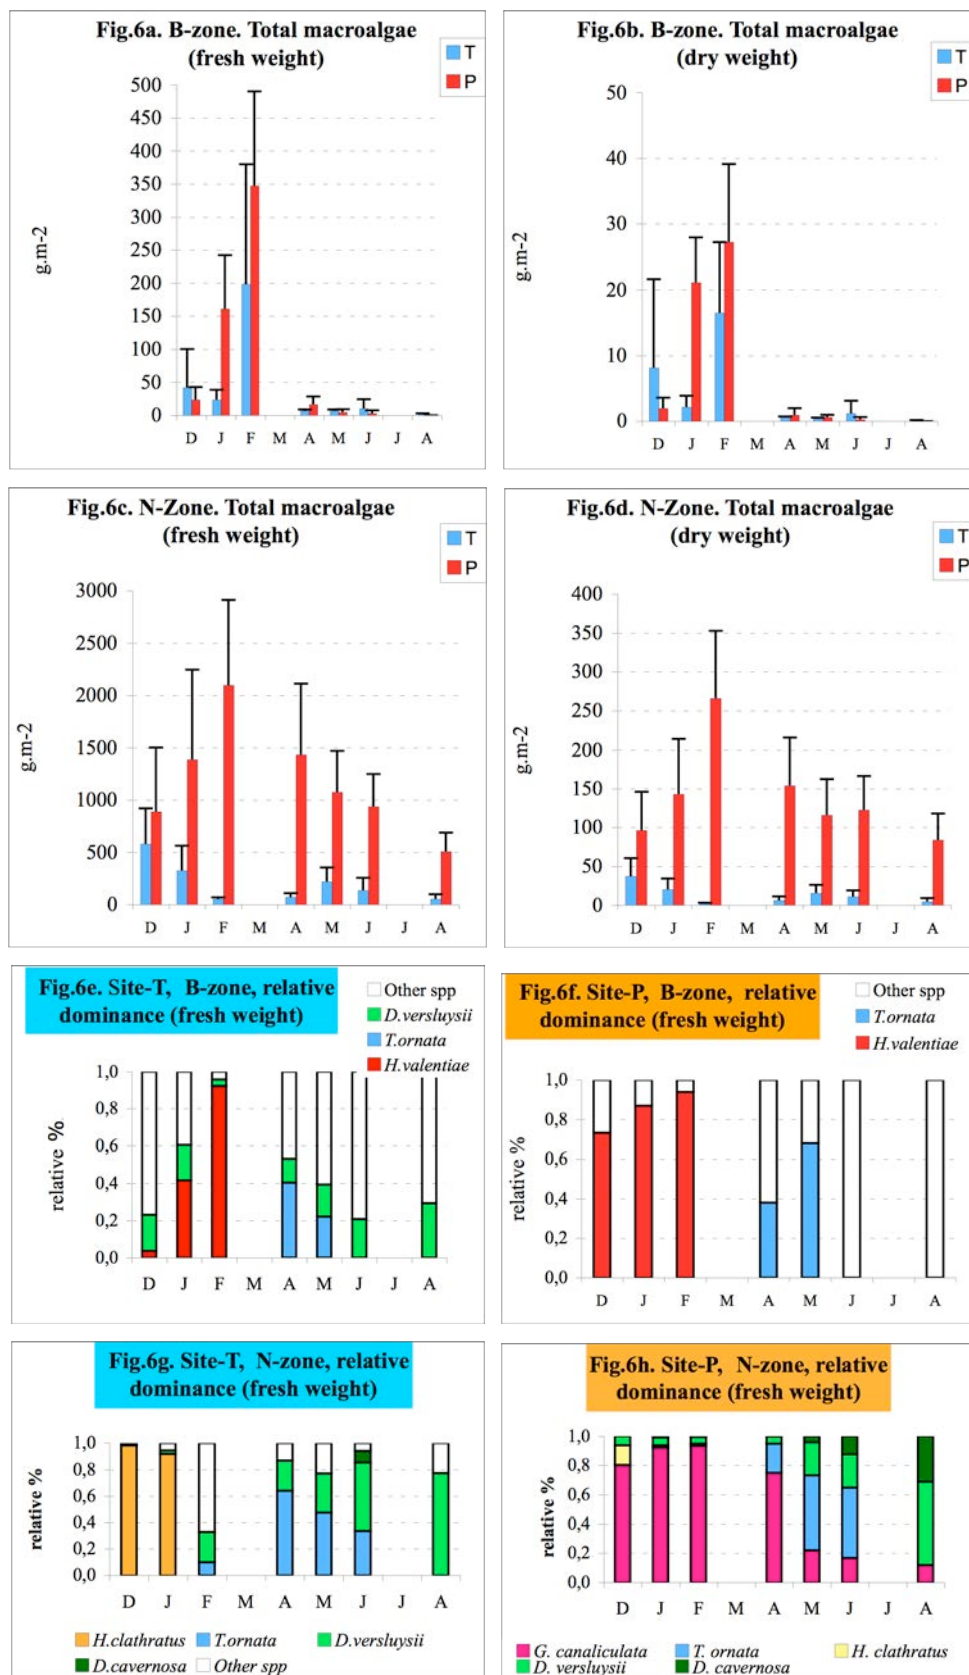 Fig.6a. B-zone. Total macroalgae
(fresh weight)
T
P
500
450
400
350
300
250
200
150
100
50
0
g.m-2
D J F M A M J J A
Fig.6b. B-zone. Total macroalgae
(dry weight)
T
P
50
40
30
20
10
0
g.m-2
D J F M A M J J A
Fig.6c. N-Zone. Total macroalgae
(fresh weight)
T
P
3000
2500
2000
1500
1000
500
0
g.m-2
D J F M A M J J A
Fig.6d. N-Zone. Total macroalgae
(dry weight)
T
P
400
350
300
250
200
150
100
50
0
g.m-2
D J F M A M J J A
Fig.6e. Site-T, B-zone, relative
dominance (fresh weight)
Other spp
D.versluysii
T.ornata
H.valentiae
1,0
0,8
0,6
0,4
0,2
0,0
relative %
D J F M A M J J A
Fig.6f. Site-P, B-zone, relative
dominance (fresh weight)
Other spp
T.ornata
H.valentiae
1,0
0,8
0,6
0,4
0,2
0,0
relative %
D J F M A M J J A
Fig.6g. Site-T, N-zone, relative
dominance (fresh weight)
1,0
0,8
0,6
0,4
0,2
0,0
relative %
D J F M A M J J A
H.clathratus T.ornata D.versluysii
D.cavernosa Other spp
Fig.6h. Site-P, N-zone, relative
dominance (fresh weight)
1,0
0,8
0,6
0,4
0,2
0,0
relative %
D J F M A M J J A
G. canaliculata T. ornata H. clathratus
D. versluysii D. cavernosa